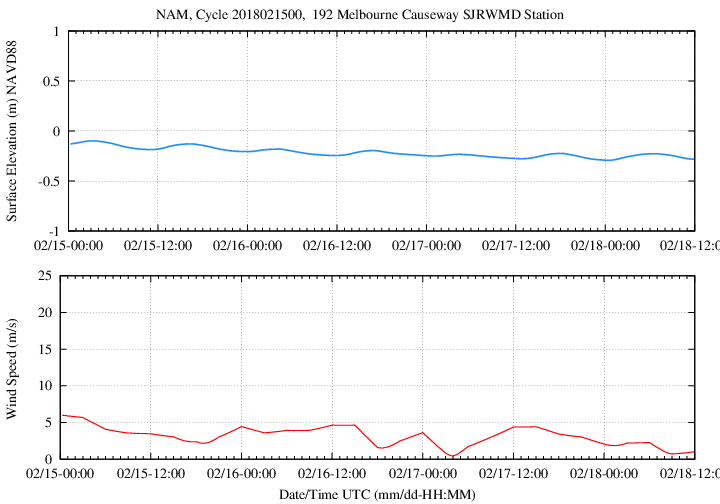 NAM, Cycle 2018021500,  192 Melbourne Causeway SJRWMD Station
Surface Elevation (m) NAVD88
1
0.5
0
-0.5
-1
02/15-00:00 02/15-12:00 02/16-00:00 02/16-12:00 02/17-00:00 02/17-12:00 02/18-00:00 02/18-12:0
Wind Speed (m/s)
25
20
15
10
5
0
02/15-00:00 02/15-12:00 02/16-00:00 02/16-12:00 02/17-00:00 02/17-12:00 02/18-00:00 02/18-12:0
Date/Time UTC (mm/dd-HH:MM)